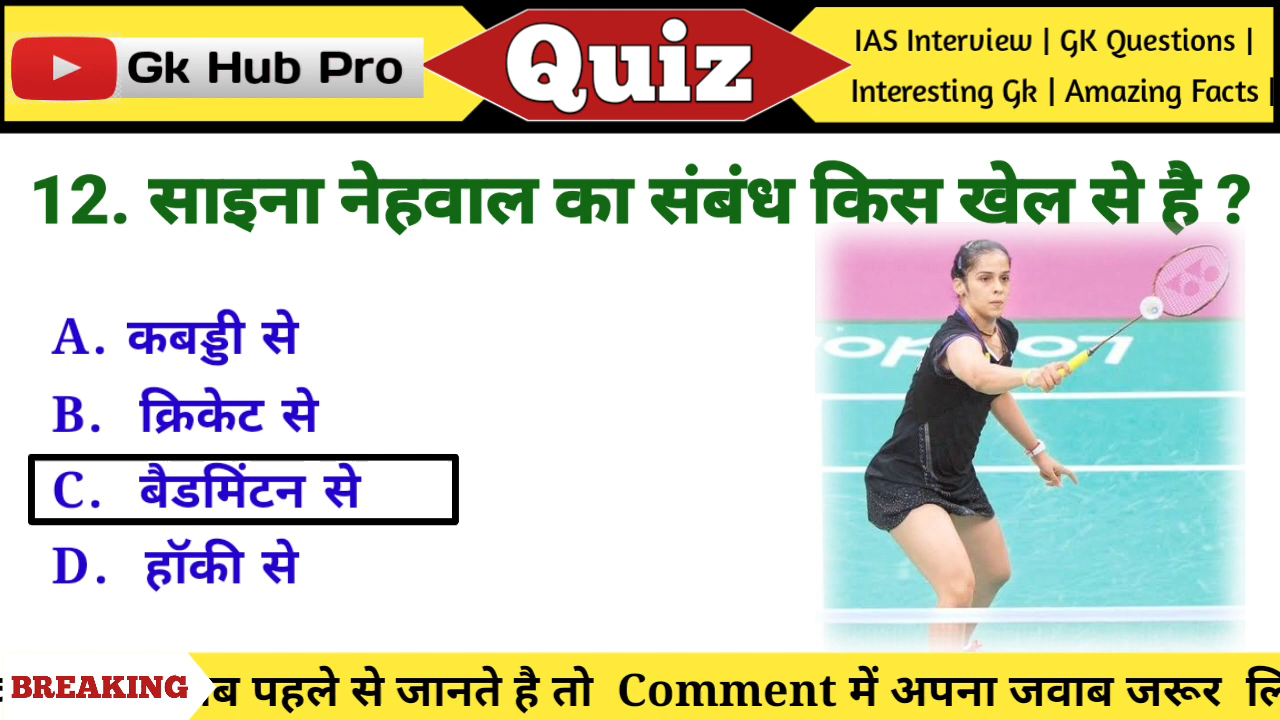 Gk Hub Pro
Quiz
IAS Interview | GK Questions |
Interesting Gk | Amazing Facts |
12. साइना नेहवाल का संबंध किस खेल से है ?
A. कबड्डी से
B. क्रिकेट से
C. बैडमिंटन से
D. हॉकी से
BREAKING
पहले से जानते है तो Comment में अपना जवाब जरूर